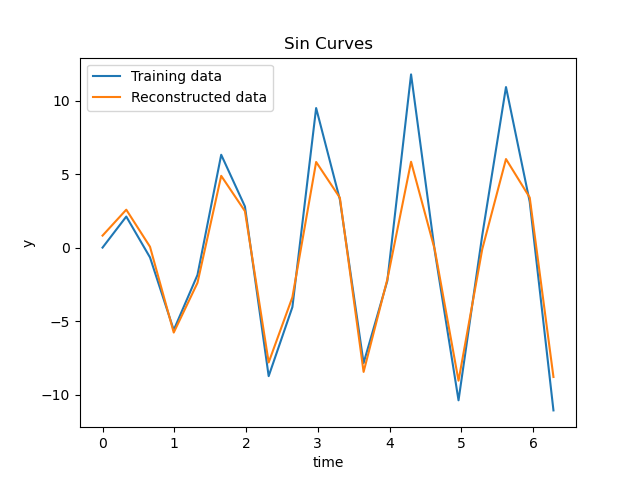 Sin Curves
Training data
Reconstructed data
10
5
0
−5
−10
y
0 1 2 3 4 5 6
time